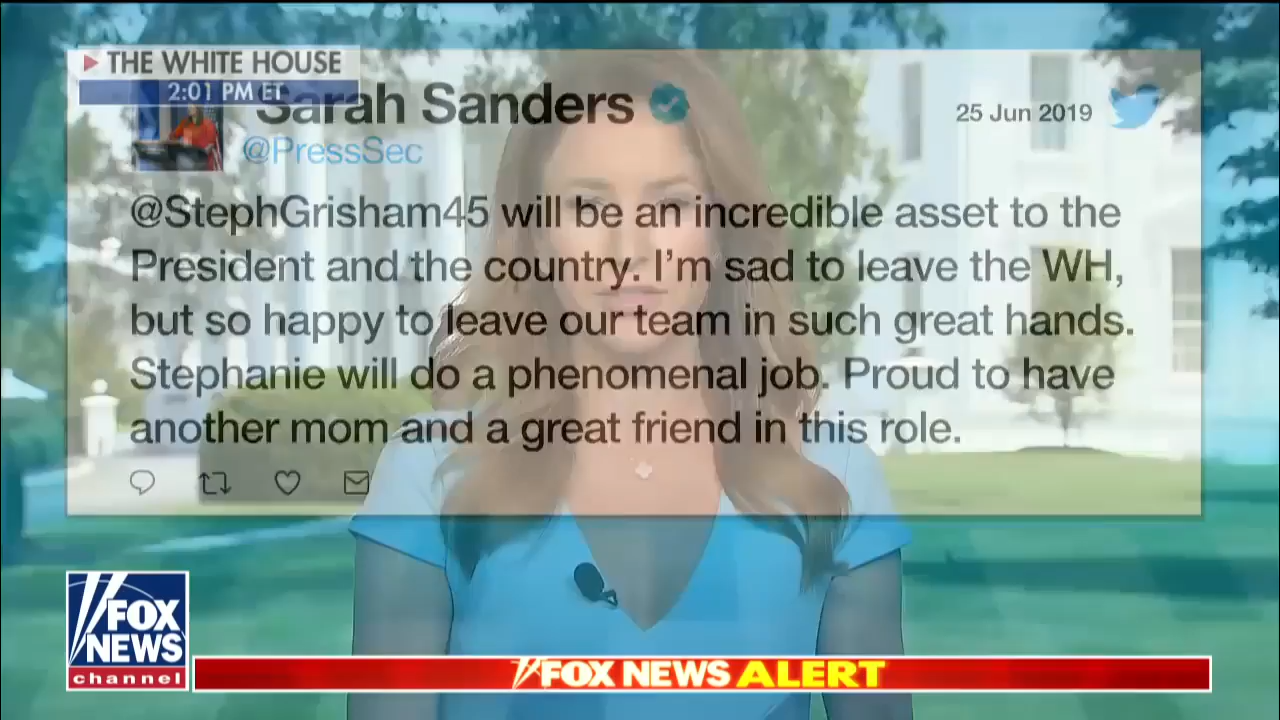 THE WHITE HOUSE
2:01 PM ET
Sarah Sanders
25 Jun 2019
@PressSec
@StephGrisham45 will be an incredible asset to the
President and the country. I'm sad to leave the WH,
but so happy to leave our team in such great hands.
Stephanie will do a phenomenal job. Proud to have
another mom and a great friend in this role.
FOX
NEWS
channel
FOX NEWS ALERT